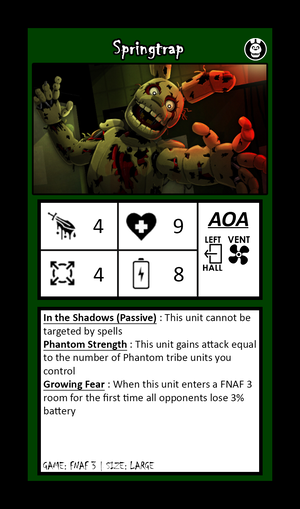 Springtrap
4 9
AOA
LEFT VENT
HALL
4 8
In the Shadows (Passive) : This unit cannot be
targeted by spells
Phantom Strength : This unit gains attack equal
to the number of Phantom tribe units you
control
Growing Fear : When this unit enters a FNAF 3
room for the first time all opponents lose 3%
battery
GAME: FNAF 3 | SIZE: LARGE